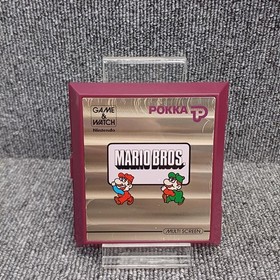 GAME
&
WATCH
Nintendo
POKKA
MARIO BROS.
MULTI SCREEN